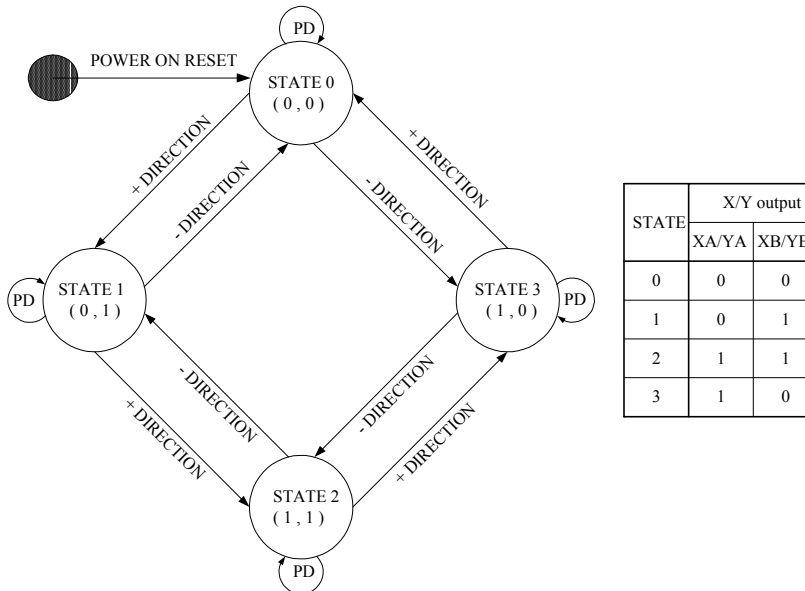 PD
POWER ON RESET
STATE 0
( 0 , 0 )
+ DIRECTION
- DIRECTION
- DIRECTION
+ DIRECTION
PD
STATE 1
( 0 , 1 )
STATE 3
( 1 , 0 )
PD
+ DIRECTION
- DIRECTION
- DIRECTION
+ DIRECTION
STATE 2
( 1 , 1 )
PD
STATE X/Y output
XA/YA XB/YB
0 0 0
1 0 1
2 1 1
3 1 0